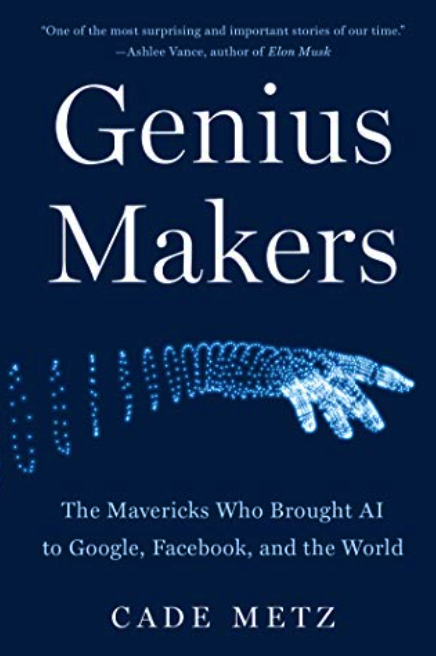 “One of the most surprising and important stories of our time.”
—Ashlee Vance, author of Elon Musk
Genius
Makers
The Mavericks Who Brought AI
to Google, Facebook, and the World
CADE METZ